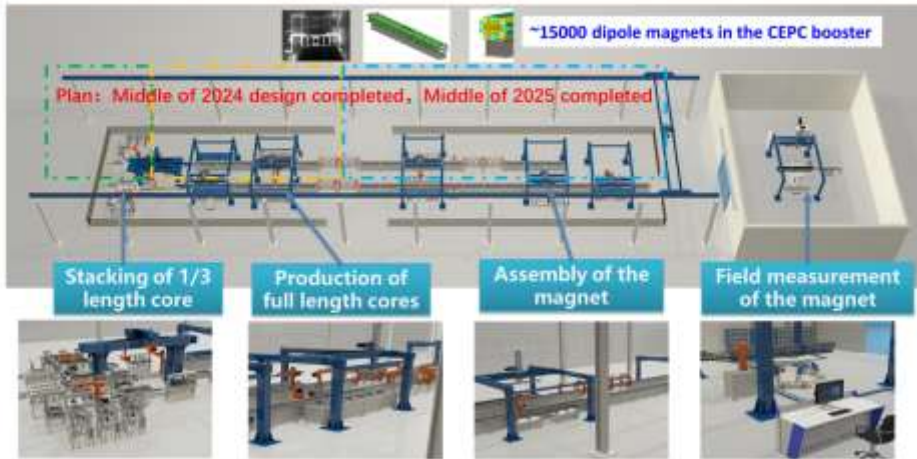 ~15000 dipole magnets in the CEPC booster
Plan: Middle of 2024 design completed, Middle of 2025 completed
Stacking of 1/3
length core
Production of
full length cores
Assembly of the
magnet
Field measurement
of the magnet